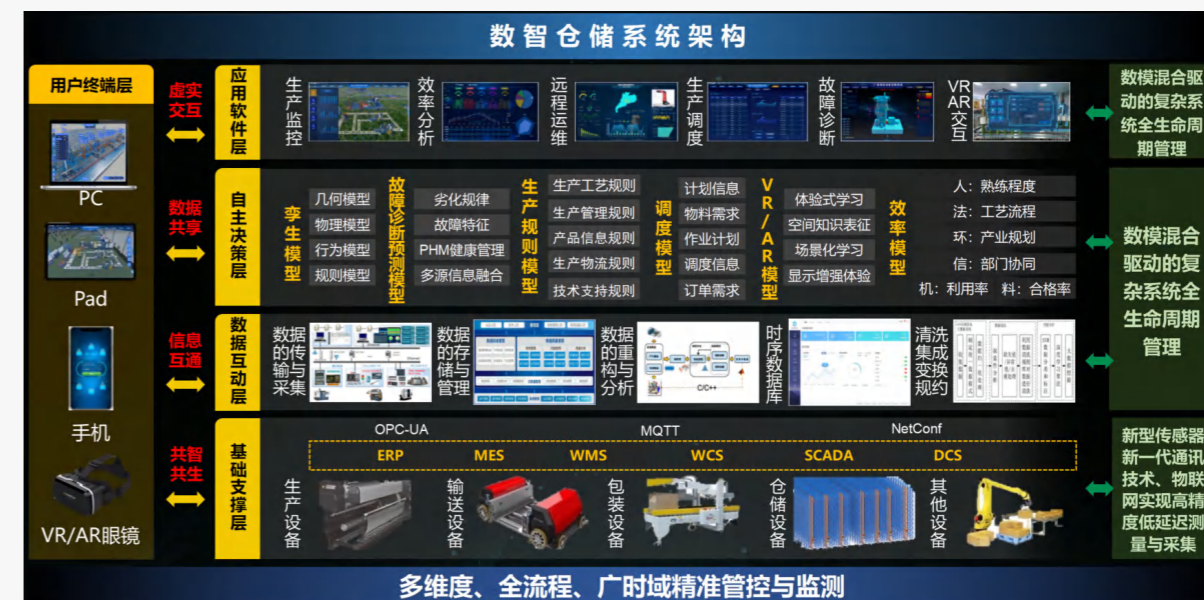 数智仓储系统架构
用户终端层
PC
Pad
手机
VR/AR眼镜
虚实
交互
数据
共享
信息
互通
共智
共生
应用软件层
生产监控
效率分析
远程运维
生产调度
故障诊断
VR
AR
交互
自主决策层
孪生模型
几何模型
物理模型
行为模型
规则模型
故障诊断预测模型
劣化规律
故障特征
PHM健康管理
多源信息融合
生产规则模型
生产工艺规则
生产管理规则
产品信息规则
生产物流规则
技术支持规则
调度模型
计划信息
物料需求
作业计划
调度信息
订单需求
VR/AR模型
体验式学习
空间知识表征
场景化学习
显示增强体验
效率模型
人：熟练程度
法：工艺流程
环：产业规划
信：部门协同
机：利用率 料：合格率
数据互动层
数据
的传
输与
采集
数据
的存
储与
管理
数据
的重
构与
分析
C/C++
时序数据库
清洗
集成
变换
规约
基础支撑层
OPC-UA MQTT NetConf
ERP MES WMS WCS SCADA DCS
生产设备
输送设备
包装设备
仓储设备
其他设备
数模混合驱
动的复杂系
统全生命周
期管理
数模混合
驱动的复
杂系统全
生命周期
管理
新型传感器
新一代通讯
技术、物联
网实现高精
度低延迟测
量与采集
多维度、全流程、广时域精准管控与监测